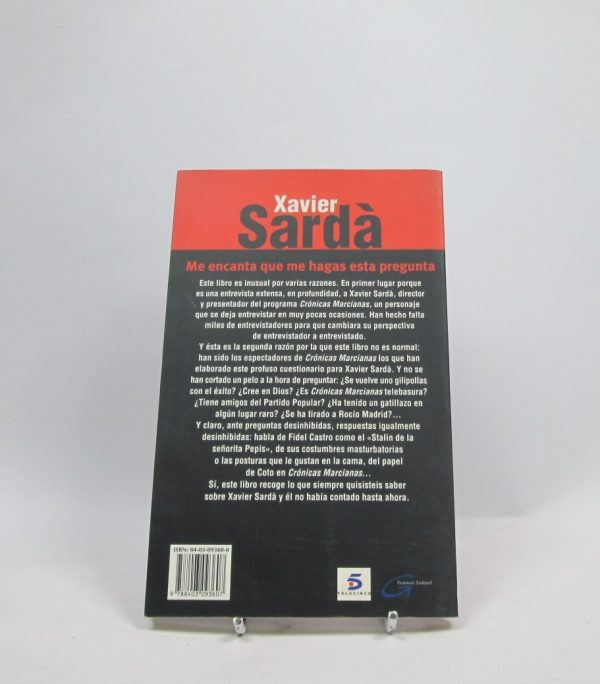 Xavier
Sardà
Me encanta que me hagas esta pregunta
Este libro es inusual por varias razones. En primer lugar porque
es una entrevista extensa, en profundidad, a Xavier Sardà, director
y presentador del programa Crónicas Marcianas, un personaje
que se deja entrevistar en muy pocas ocasiones. Han hecho falta
miles de entrevistadores para que cambiara su perspectiva
de entrevistador a entrevistado.
Y ésta es la segunda razón por la que este libro no es normal:
han sido los espectadores de Crónicas Marcianas los que han
elaborado este profuso cuestionario para Xavier Sardà. Y no se
han cortado un pelo a la hora de preguntar: ¿Se vuelve uno gilipollas
con el éxito? ¿Cree en Dios? ¿Es Crónicas Marcianas telebasura?
¿Tiene amigos del Partido Popular? ¿Ha tenido un gatillazo en
algún lugar raro? ¿Se ha tirado a Rocío Madrid?...
Y claro, ante preguntas desinhibidas, respuestas igualmente
desinhibidas: habla de Fidel Castro como el «Stalin de la
señorita Pepis», de sus costumbres masturbatorias
o las posturas que le gustan en la cama, del papel
de Coto en Crónicas Marcianas...
Sí, este libro recoge lo que siempre quisisteis saber
sobre Xavier Sardà y él no había contado hasta ahora.
ISBN: 84-03-09360-8
9 788403 093607
5
TELECINCO